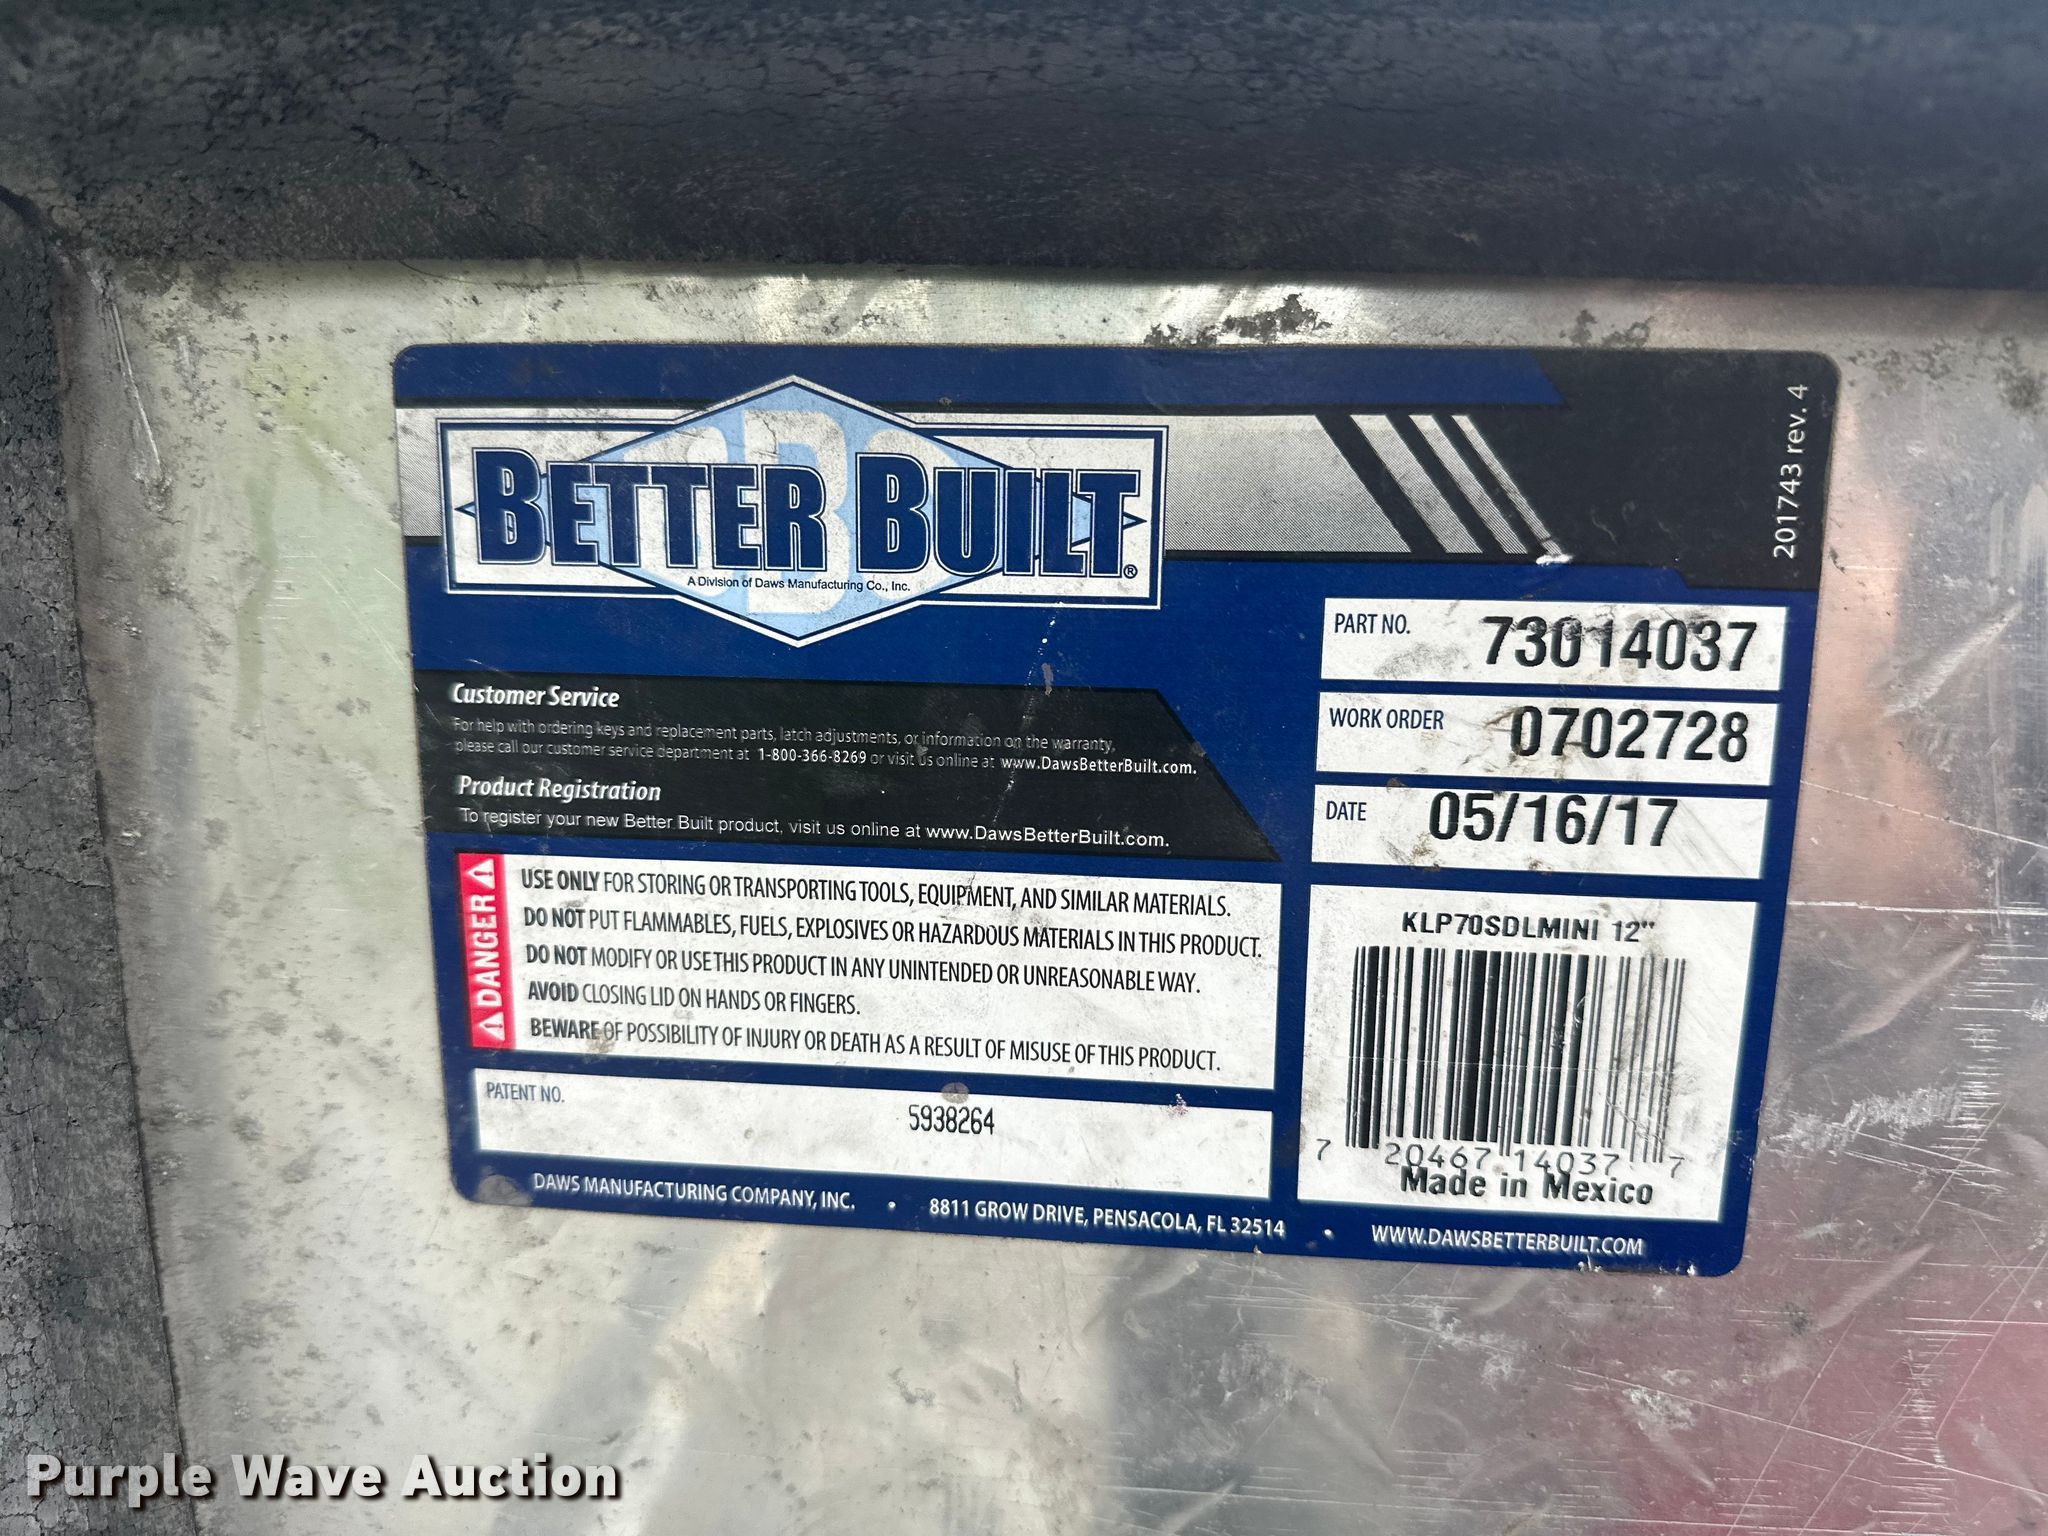 BETTER BUILT®
A Division of Daws Manufacturing Co., Inc.
201743 rev. 4
PART NO. 73014037
WORK ORDER 0702728
DATE 05/16/17
Customer Service
For help with ordering keys and replacement parts, latch adjustments, or information on the warranty,
please call our customer service department at 1-800-366-8269 or visit us online at www.DawsBetterBuilt.com.
Product Registration
To register your new Better Built product, visit us online at www.DawsBetterBuilt.com.
DANGER
USE ONLY FOR STORING OR TRANSPORTING TOOLS, EQUIPMENT, AND SIMILAR MATERIALS.
DO NOT PUT FLAMMABLES, FUELS, EXPLOSIVES OR HAZARDOUS MATERIALS IN THIS PRODUCT.
DO NOT MODIFY OR USE THIS PRODUCT IN ANY UNINTENDED OR UNREASONABLE WAY.
AVOID CLOSING LID ON HANDS OR FINGERS.
BEWARE OF POSSIBILITY OF INJURY OR DEATH AS A RESULT OF MISUSE OF THIS PRODUCT.
KLP70SDLMINI 12"
7 20467 14037 7
Made in Mexico
PATENT NO.
5938264
DAWS MANUFACTURING COMPANY, INC. • 8811 GROW DRIVE, PENSACOLA, FL 32514 • WWW.DAWSBETTERBUILT.COM
Purple Wave Auction